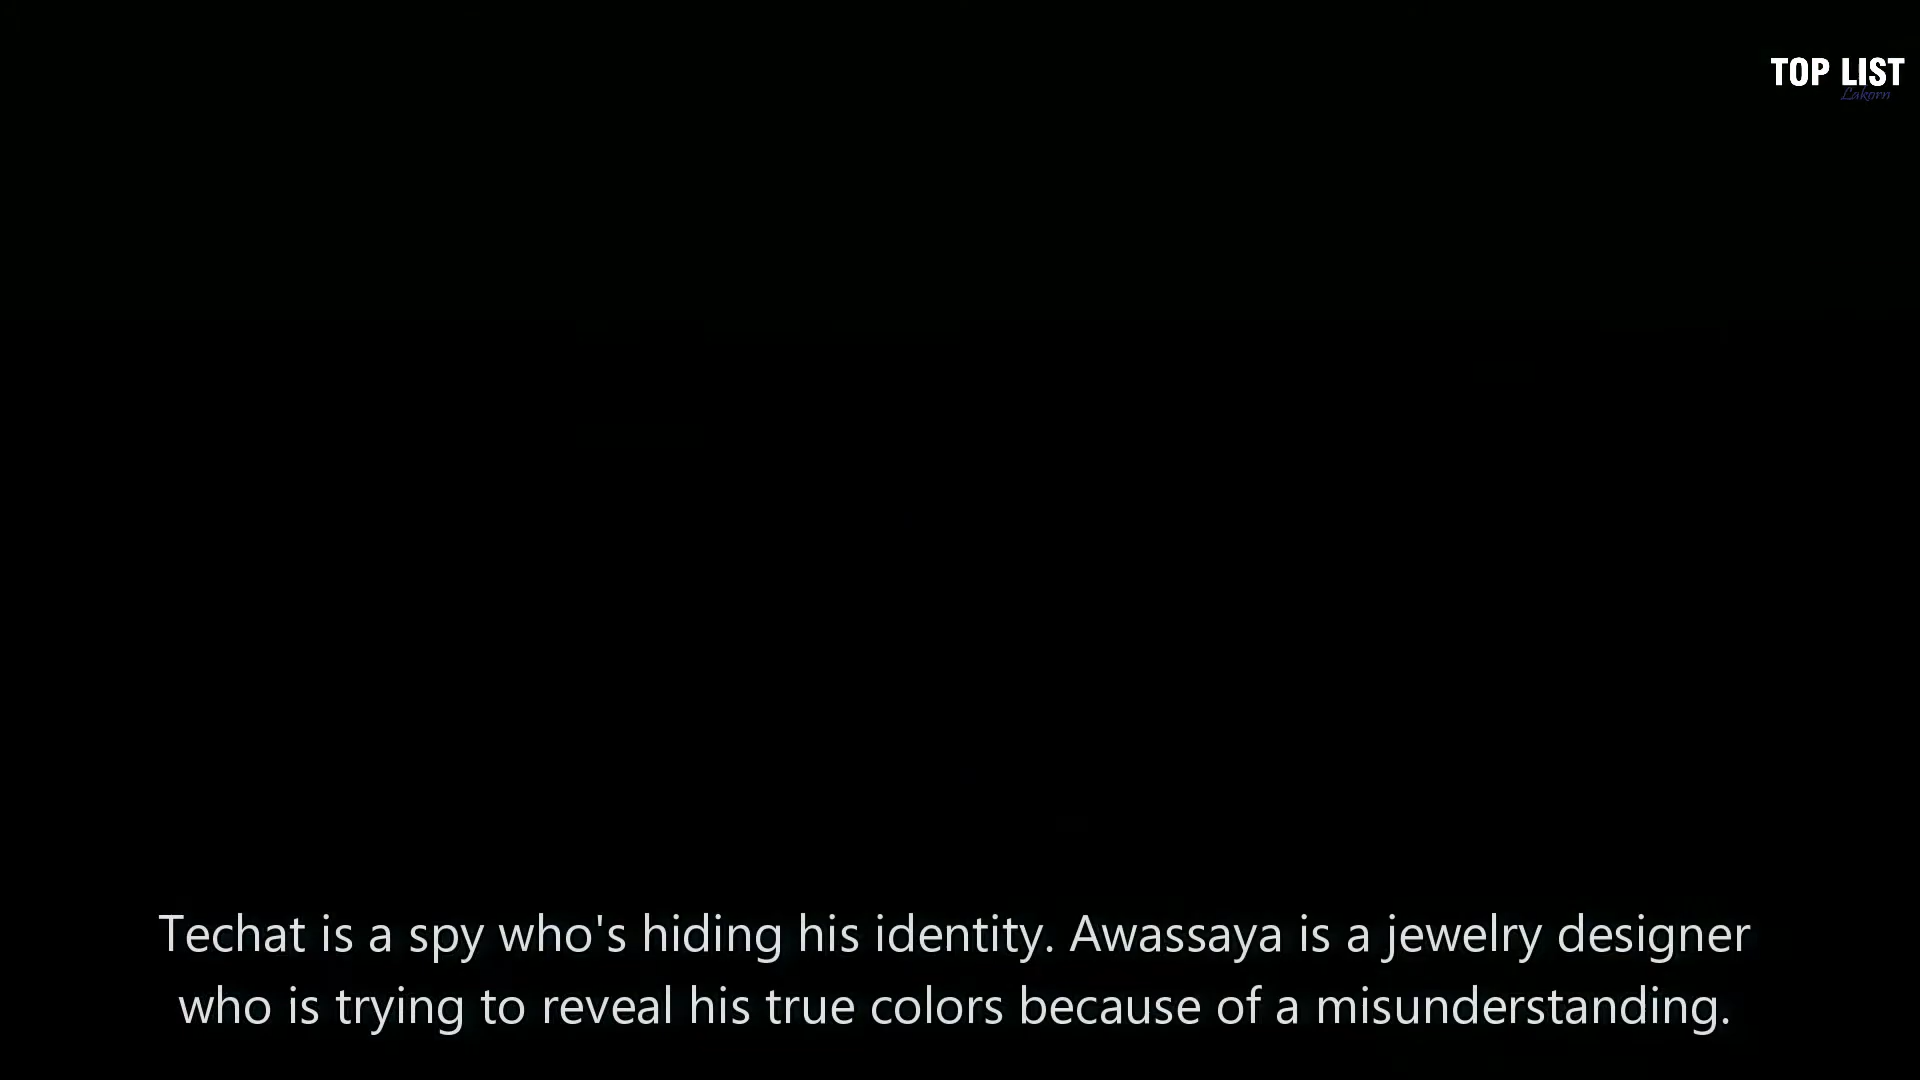 TOP LIST
Lakorn
Techat is a spy who's hiding his identity. Awassaya is a jewelry designer
who is trying to reveal his true colors because of a misunderstanding.